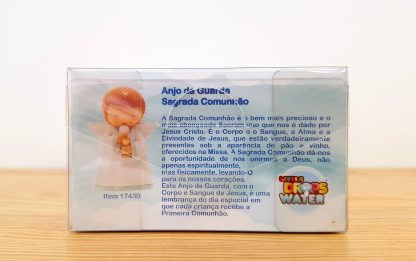 Anjo da Guarda
Sagrada Comunhão
A Sagrada Comunhão é o bem mais precioso e o
mais abençoado Sacramento que nos é dado por
Jesus Cristo. É o Corpo e o Sangue, a Alma e a
Divindade de Jesus, que estão verdadeiramente
presentes sob a aparência de pão e vinho,
oferecidos na Missa. A Sagrada Comunhão dá-nos
a oportunidade de nos unirmos a Deus, não
apenas espiritualmente,
mas fisicamente, levando-O
para os nossos corações.
Este Anjo da Guarda, com o
Corpo e Sangue de Jesus, é uma
lembrança do dia especial em
que cada criança recebe a
Primeira Comunhão.
Item 17430
LITTLE
DROPS
WATER